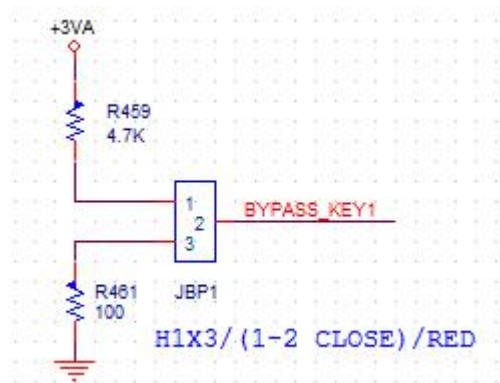 +3VA
R459
4.7K
1
2
BYPASS_KEY1
3
R461
100
JBP1
H1X3/(1-2 CLOSE)/RED